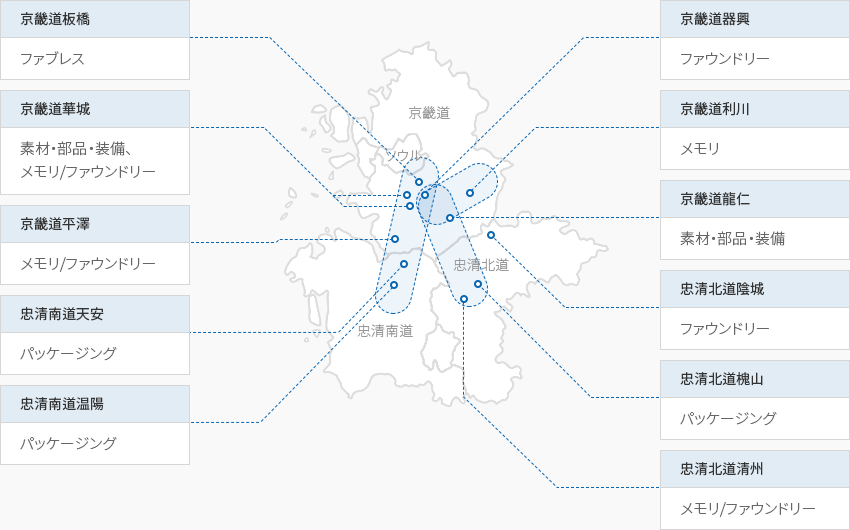 京畿道板橋
ファブレス
京畿道華城
素材・部品・装備、
メモリ/ファウンドリー
京畿道平澤
メモリ/ファウンドリー
忠清南道天安
パッケージング
忠清南道温陽
パッケージング
京畿道
ソウル
忠清北道
忠清南道
京畿道器興
ファウンドリー
京畿道利川
メモリ
京畿道龍仁
素材・部品・装備
忠清北道陰城
ファウンドリー
忠清北道槐山
パッケージング
忠清北道清州
メモリ/ファウンドリー